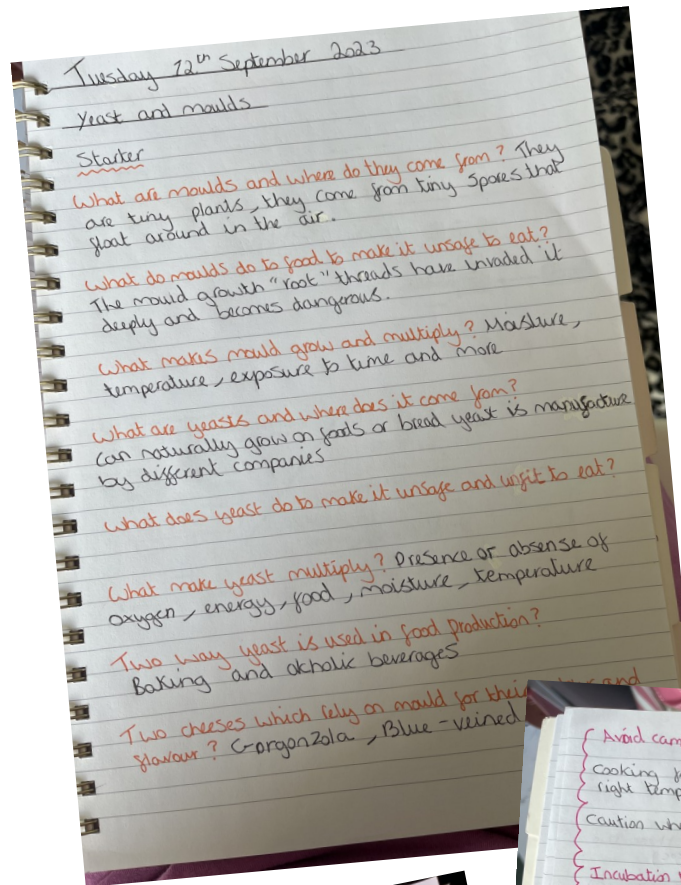 Tuesday 12th September 2023
Yeast and moulds
Starter
What are moulds and where do they come from? They
are tiny plants, they come from tiny spores that
float around in the air.
What do moulds do to food to make it unsafe to eat?
The mould growth "root" threads have invaded it
deeply and becomes dangerous.
What makes mould grow and multiply? Moisture,
temperature, exposure to time and more
What are yeasts and where does it come from?
Can naturally grow on foods or bread yeast is manufacture
by different companies
What does yeast do to make it unsafe and unfit to eat?
What make yeast multiply? Presence or absense of
oxygen, energy, food, moisture, temperature
Two way yeast is used in food production?
Baking and alcholic beverages
Two cheeses which rely on mould for their and
flavour? Gorgonzola, Blue-veined
Avoid
Cooking
right
Caution
Incubation